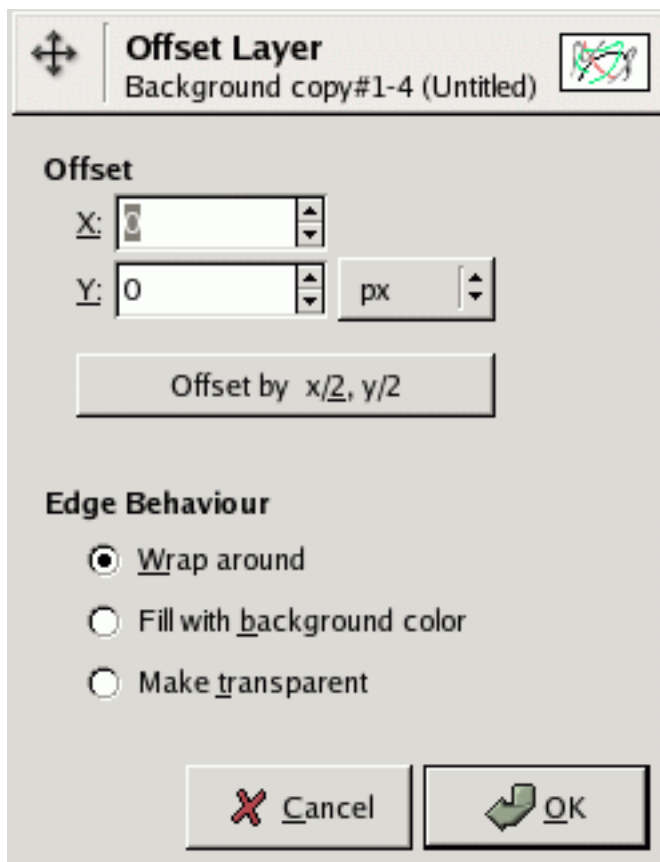 Offset Layer
Background copy#1-4 (Untitled)
Offset
X: 0
Y: 0 px
Offset by x/2, y/2
Edge Behaviour
Wrap around
Fill with background color
Make transparent
Cancel OK